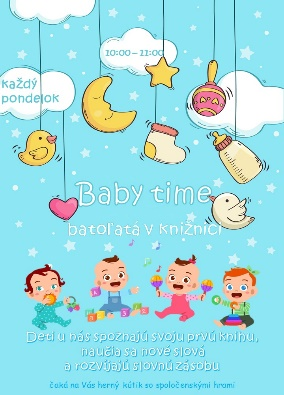 10:00 – 11:00
každý
pondelok
Baby time
batoľatá v knižnici
Deti u nás spoznajú svoju prvú knihu,
naučia sa nové slová
a rozvíjajú slovnú zásobu
čaká na Vás herný kútik so spoločenskými hrami